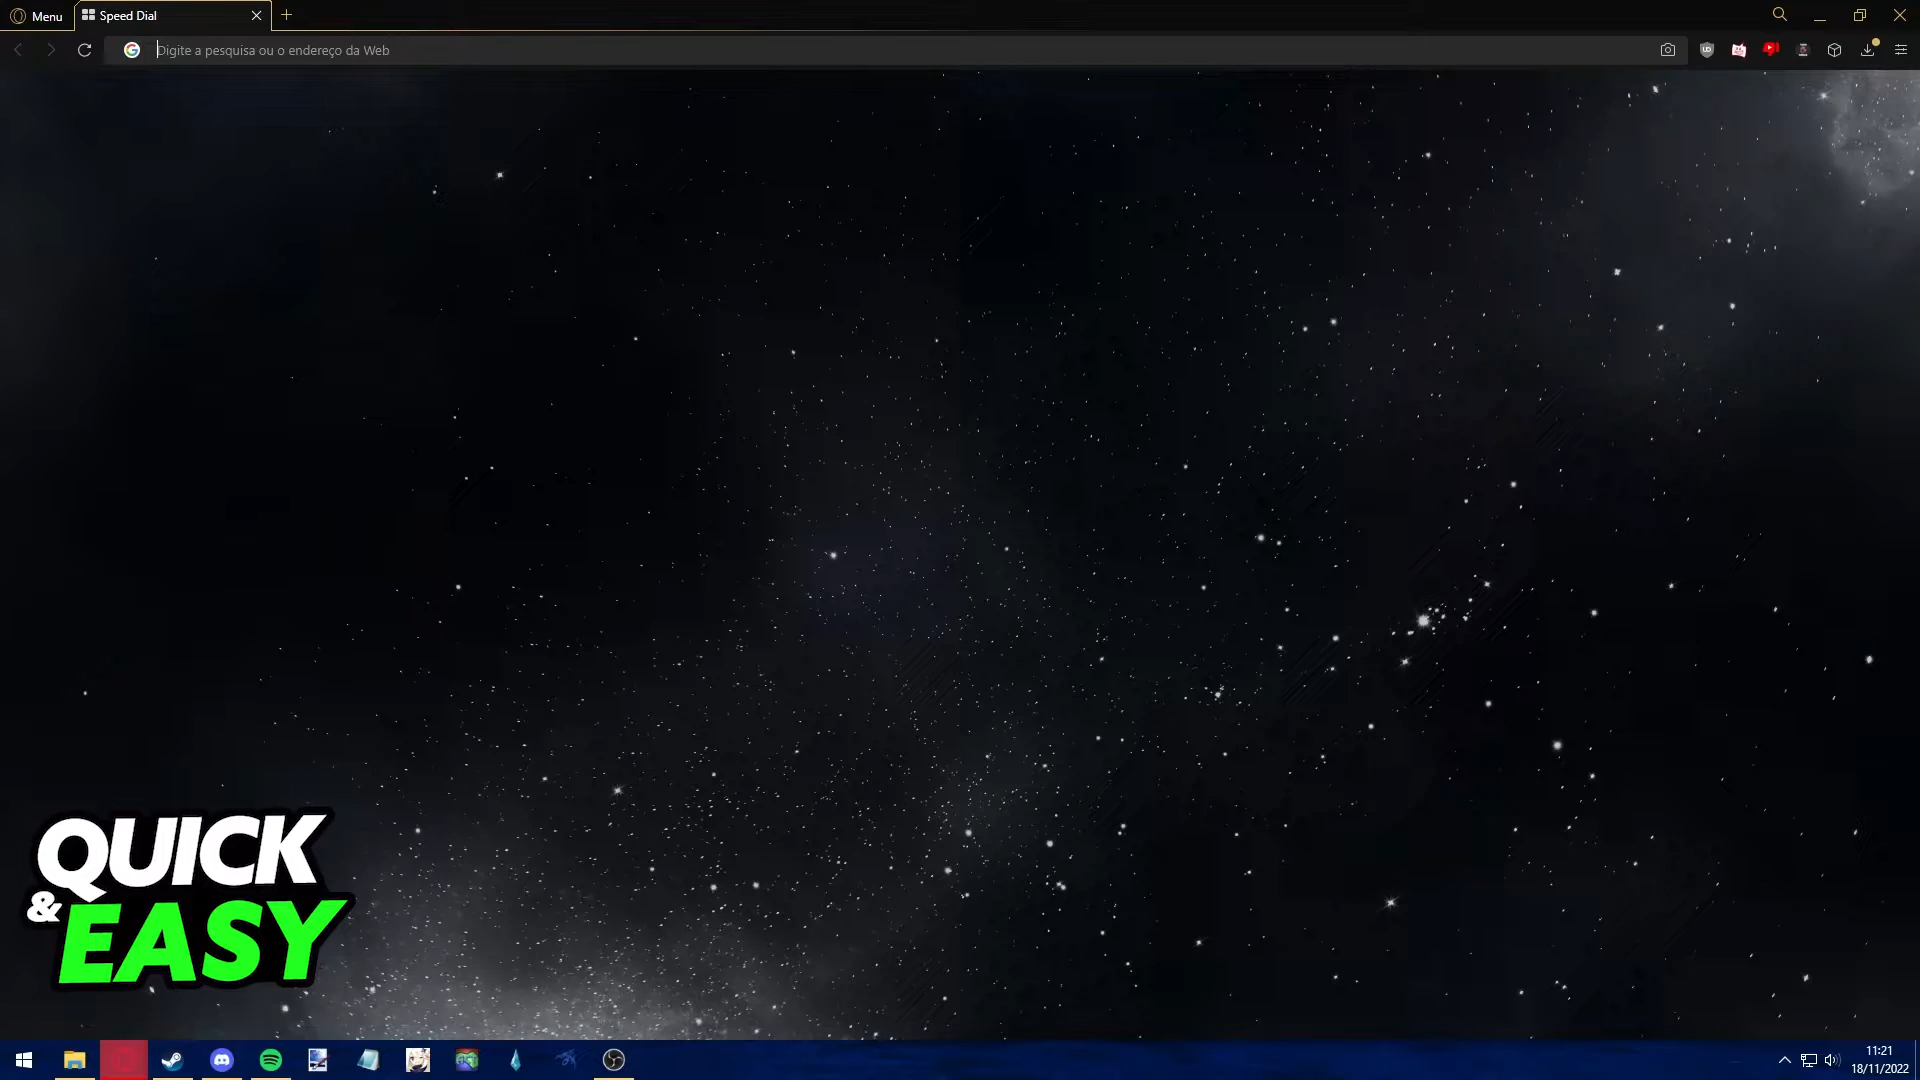 Menu
Speed Dial
Digite a pesquisa ou o endereço da Web
QUICK
&
EASY
11:21
18/11/2022